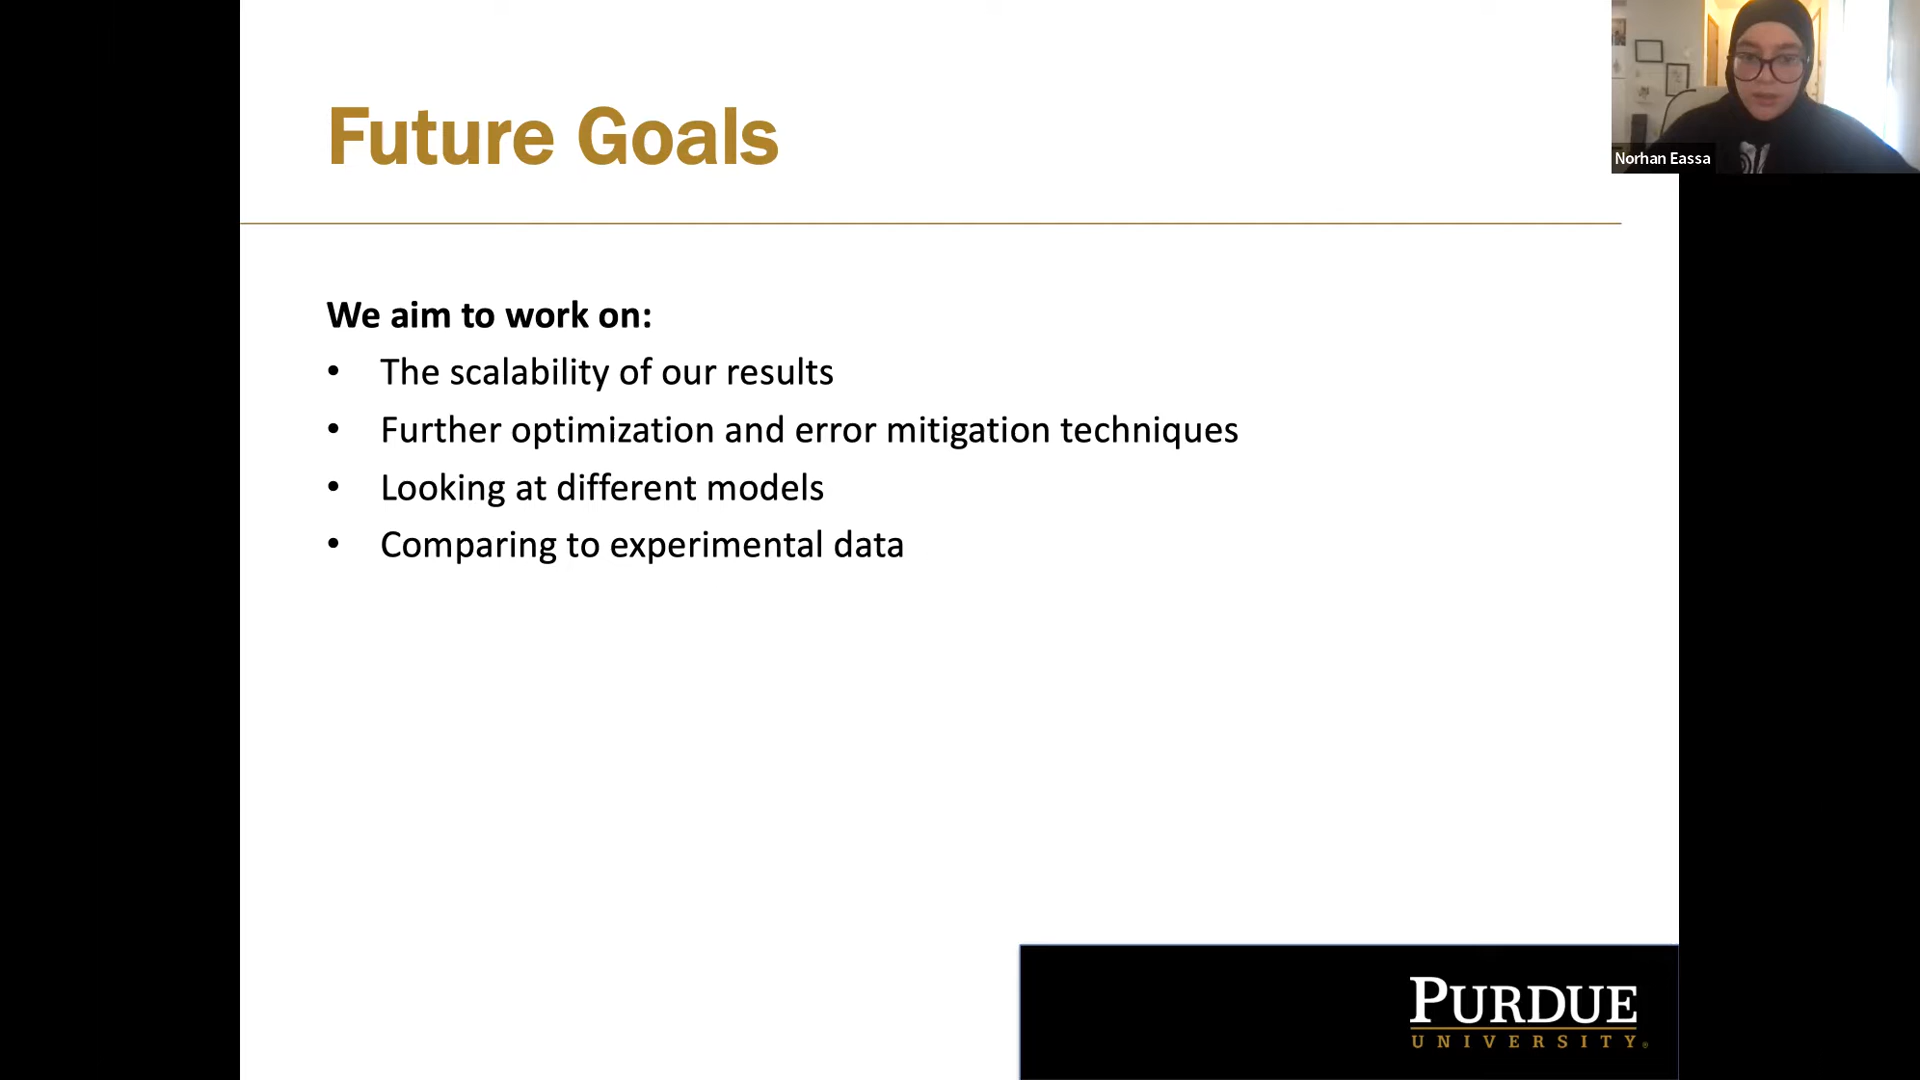 Future Goals
Norhan Eassa
We aim to work on:
• The scalability of our results
• Further optimization and error mitigation techniques
• Looking at different models
• Comparing to experimental data
PURDUE
UNIVERSITY®